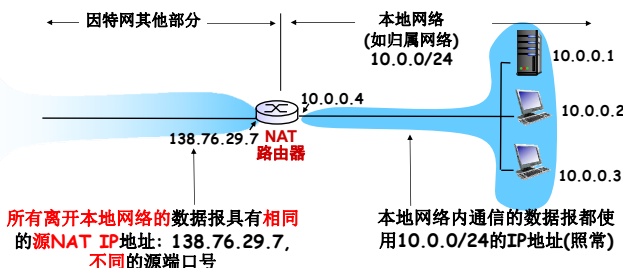 因特网其他部分
本地网络
(如归属网络)
10.0.0/24
10.0.0.1
10.0.0.4
10.0.0.2
138.76.29.7
NAT
路由器
10.0.0.3
所有离开本地网络的数据报具有相同
的源NAT IP地址: 138.76.29.7,
不同的源端口号
本地网络内通信的数据报都使
用10.0.0/24的IP地址(照常)